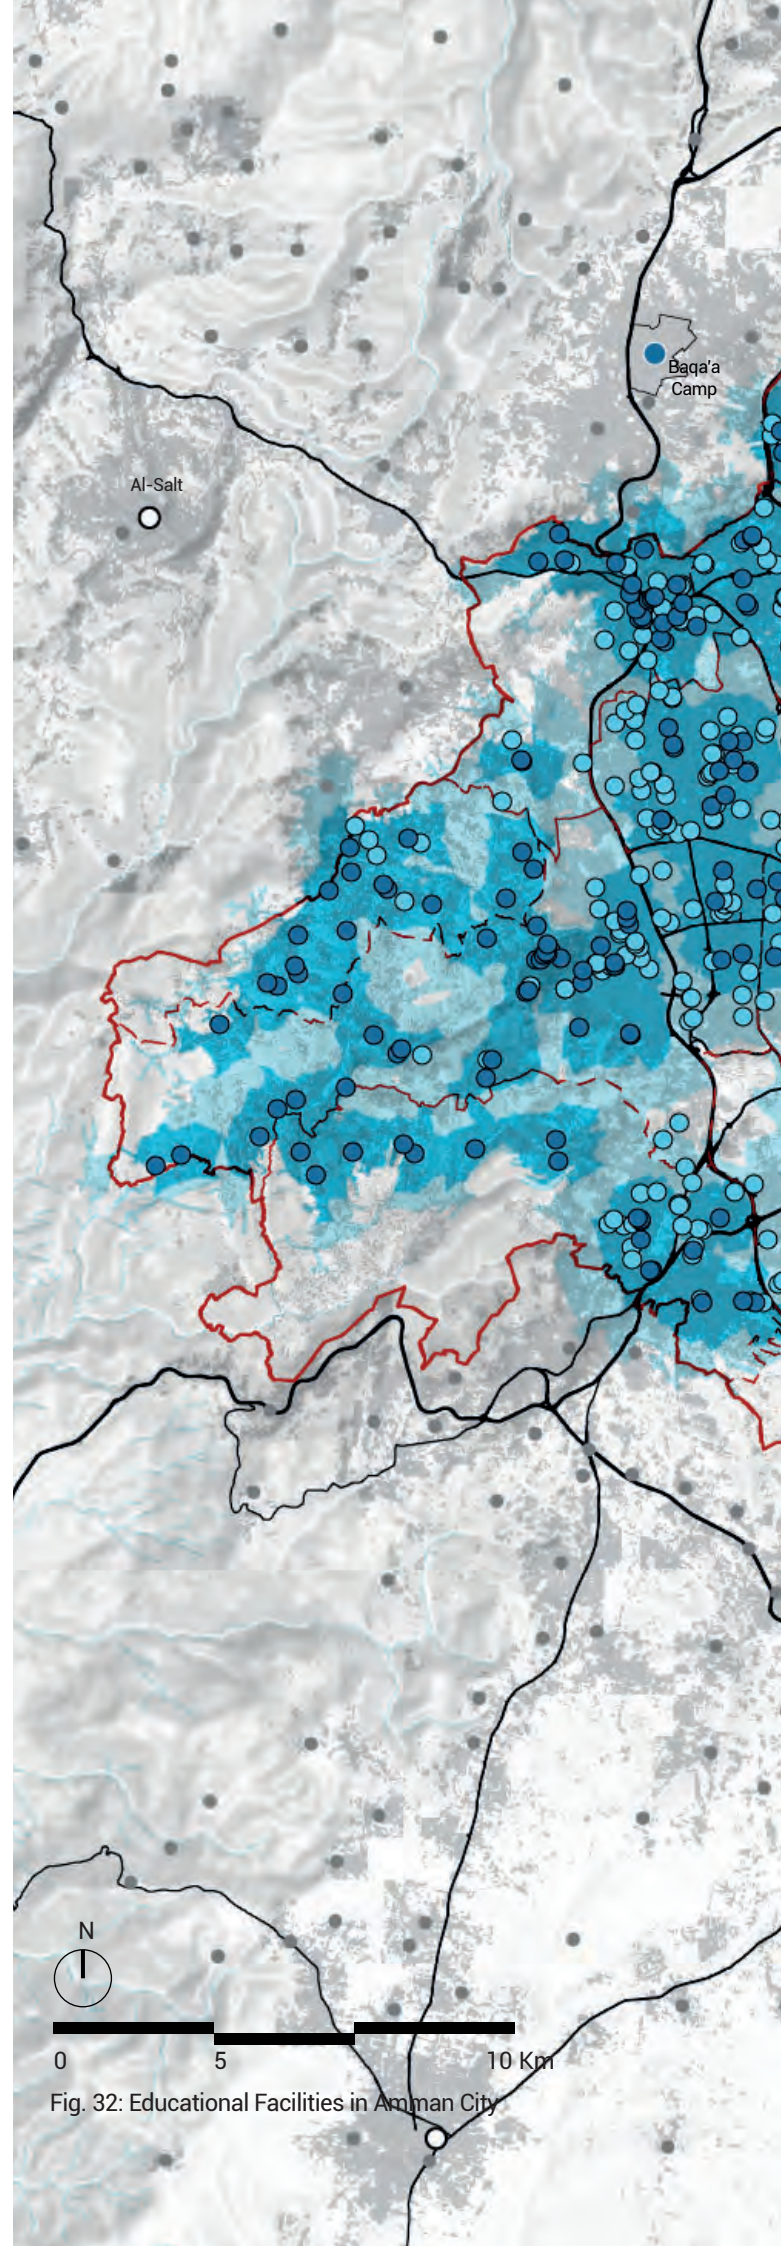 Baqa'a
Camp
Al-Salt
N
0 5 10 Km
Fig. 32: Educational Facilities in Amman City